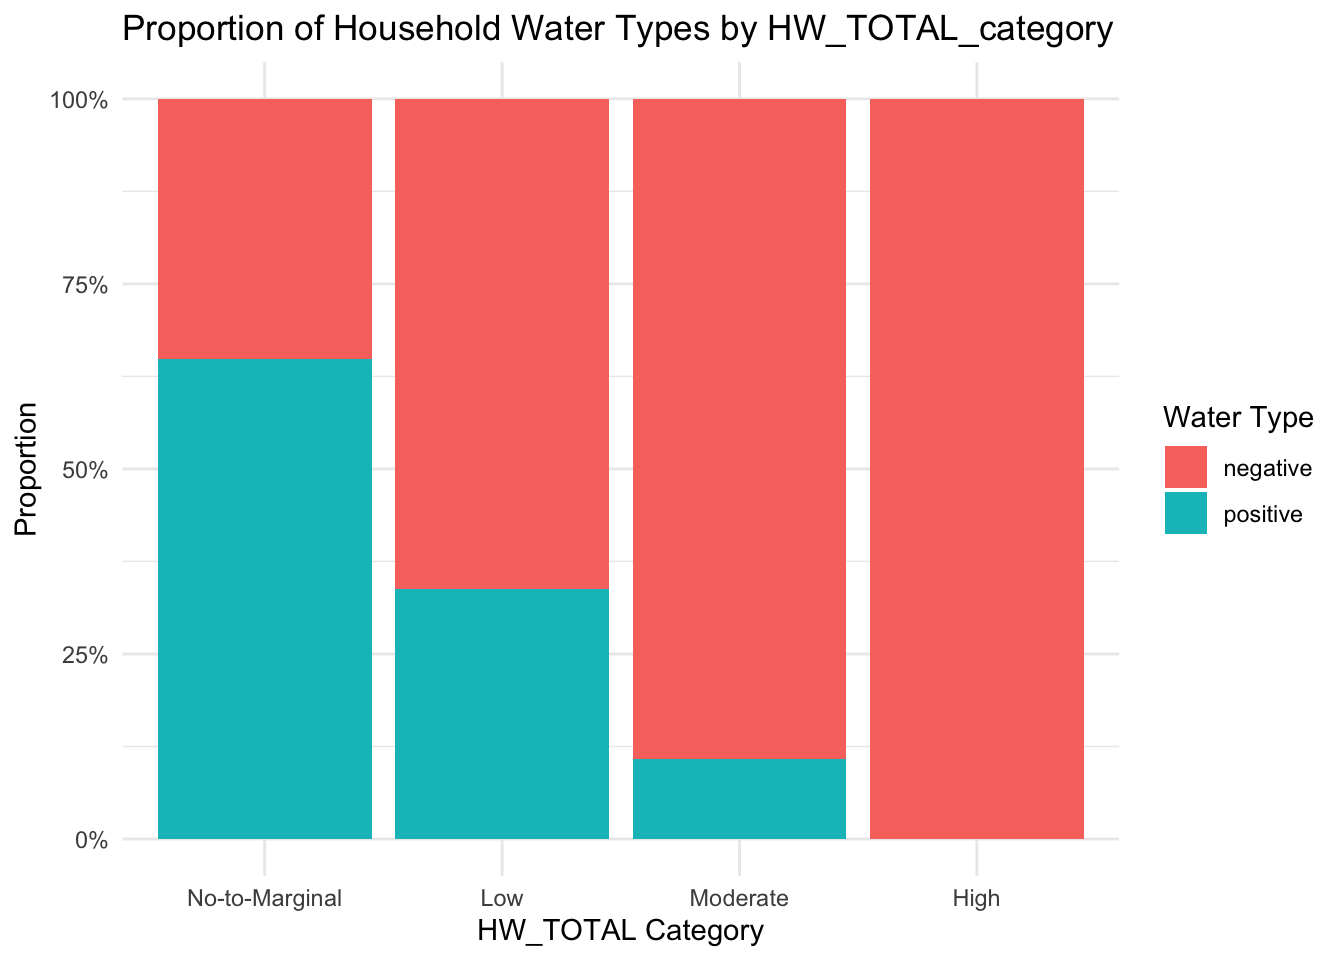 Proportion of Household Water Types by HW_TOTAL_category
100%
75%
50%
25%
0%
Proportion
No-to-Marginal
Low
Moderate
High
HW_TOTAL Category
Water Type
negative
positive